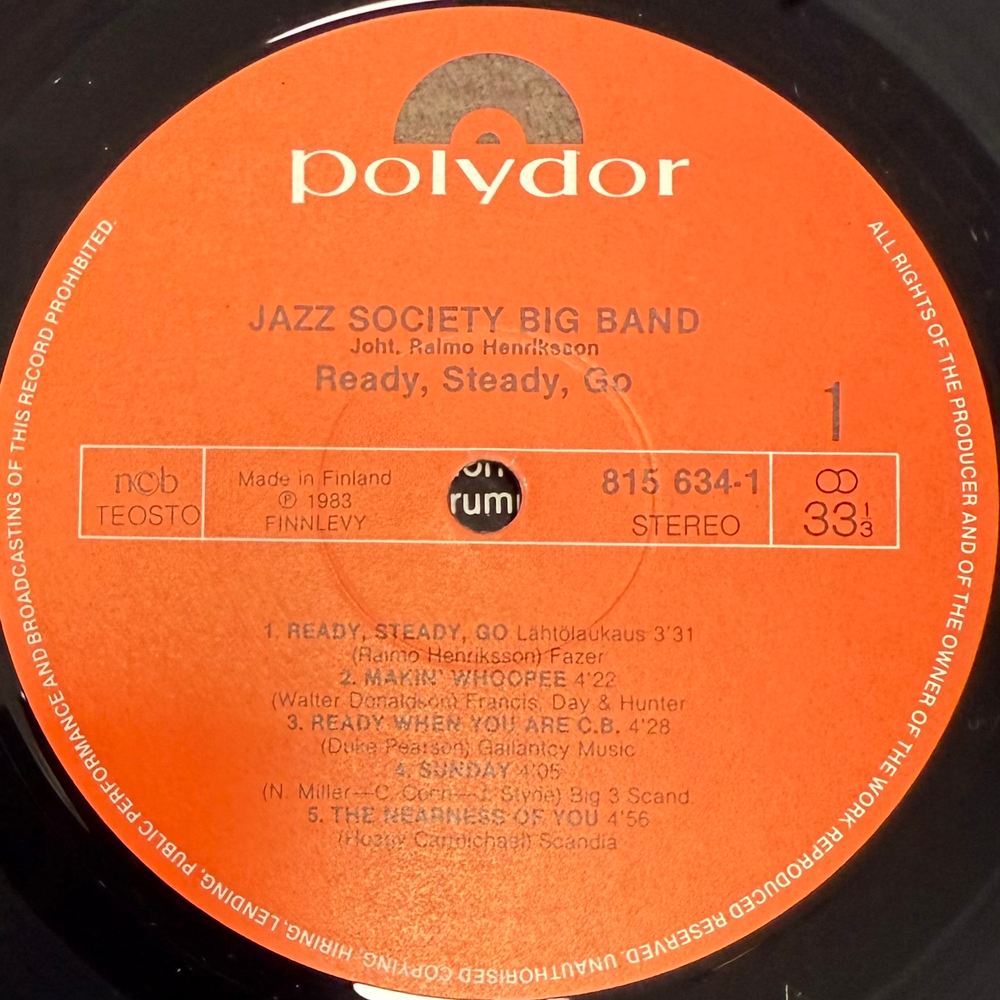 polydor
JAZZ SOCIETY BIG BAND
Joht. Raimo Henriksson
Ready, Steady, Go
1
ncb
TEOSTO
Made in Finland
℗ 1983
FINNLEVY
on
rum
815 634-1
STEREO
33 1/3
1. READY, STEADY, GO Lähtölaukaus 3'31
(Raimo Henriksson) Fazer
2. MAKIN' WHOOPEE 4'22
(Walter Donaldson) Francis, Day & Hunter
3. READY WHEN YOU ARE C.B. 4'28
(Duke Pearson) Gailantcy Music
4. SUNDAY 4'05
(N. Miller—C. Conn—J. Styne) Big 3 Scand.
5. THE NEARNESS OF YOU 4'56
(Hoagy Carmichael) Scandia
ALL RIGHTS OF THE PRODUCER AND OF THE OWNER OF THE WORK REPRODUCED RESERVED. UNAUTHORISED COPYING, HIRING, LENDING, PUBLIC PERFORMANCE AND BROADCASTING OF THIS RECORD PROHIBITED.